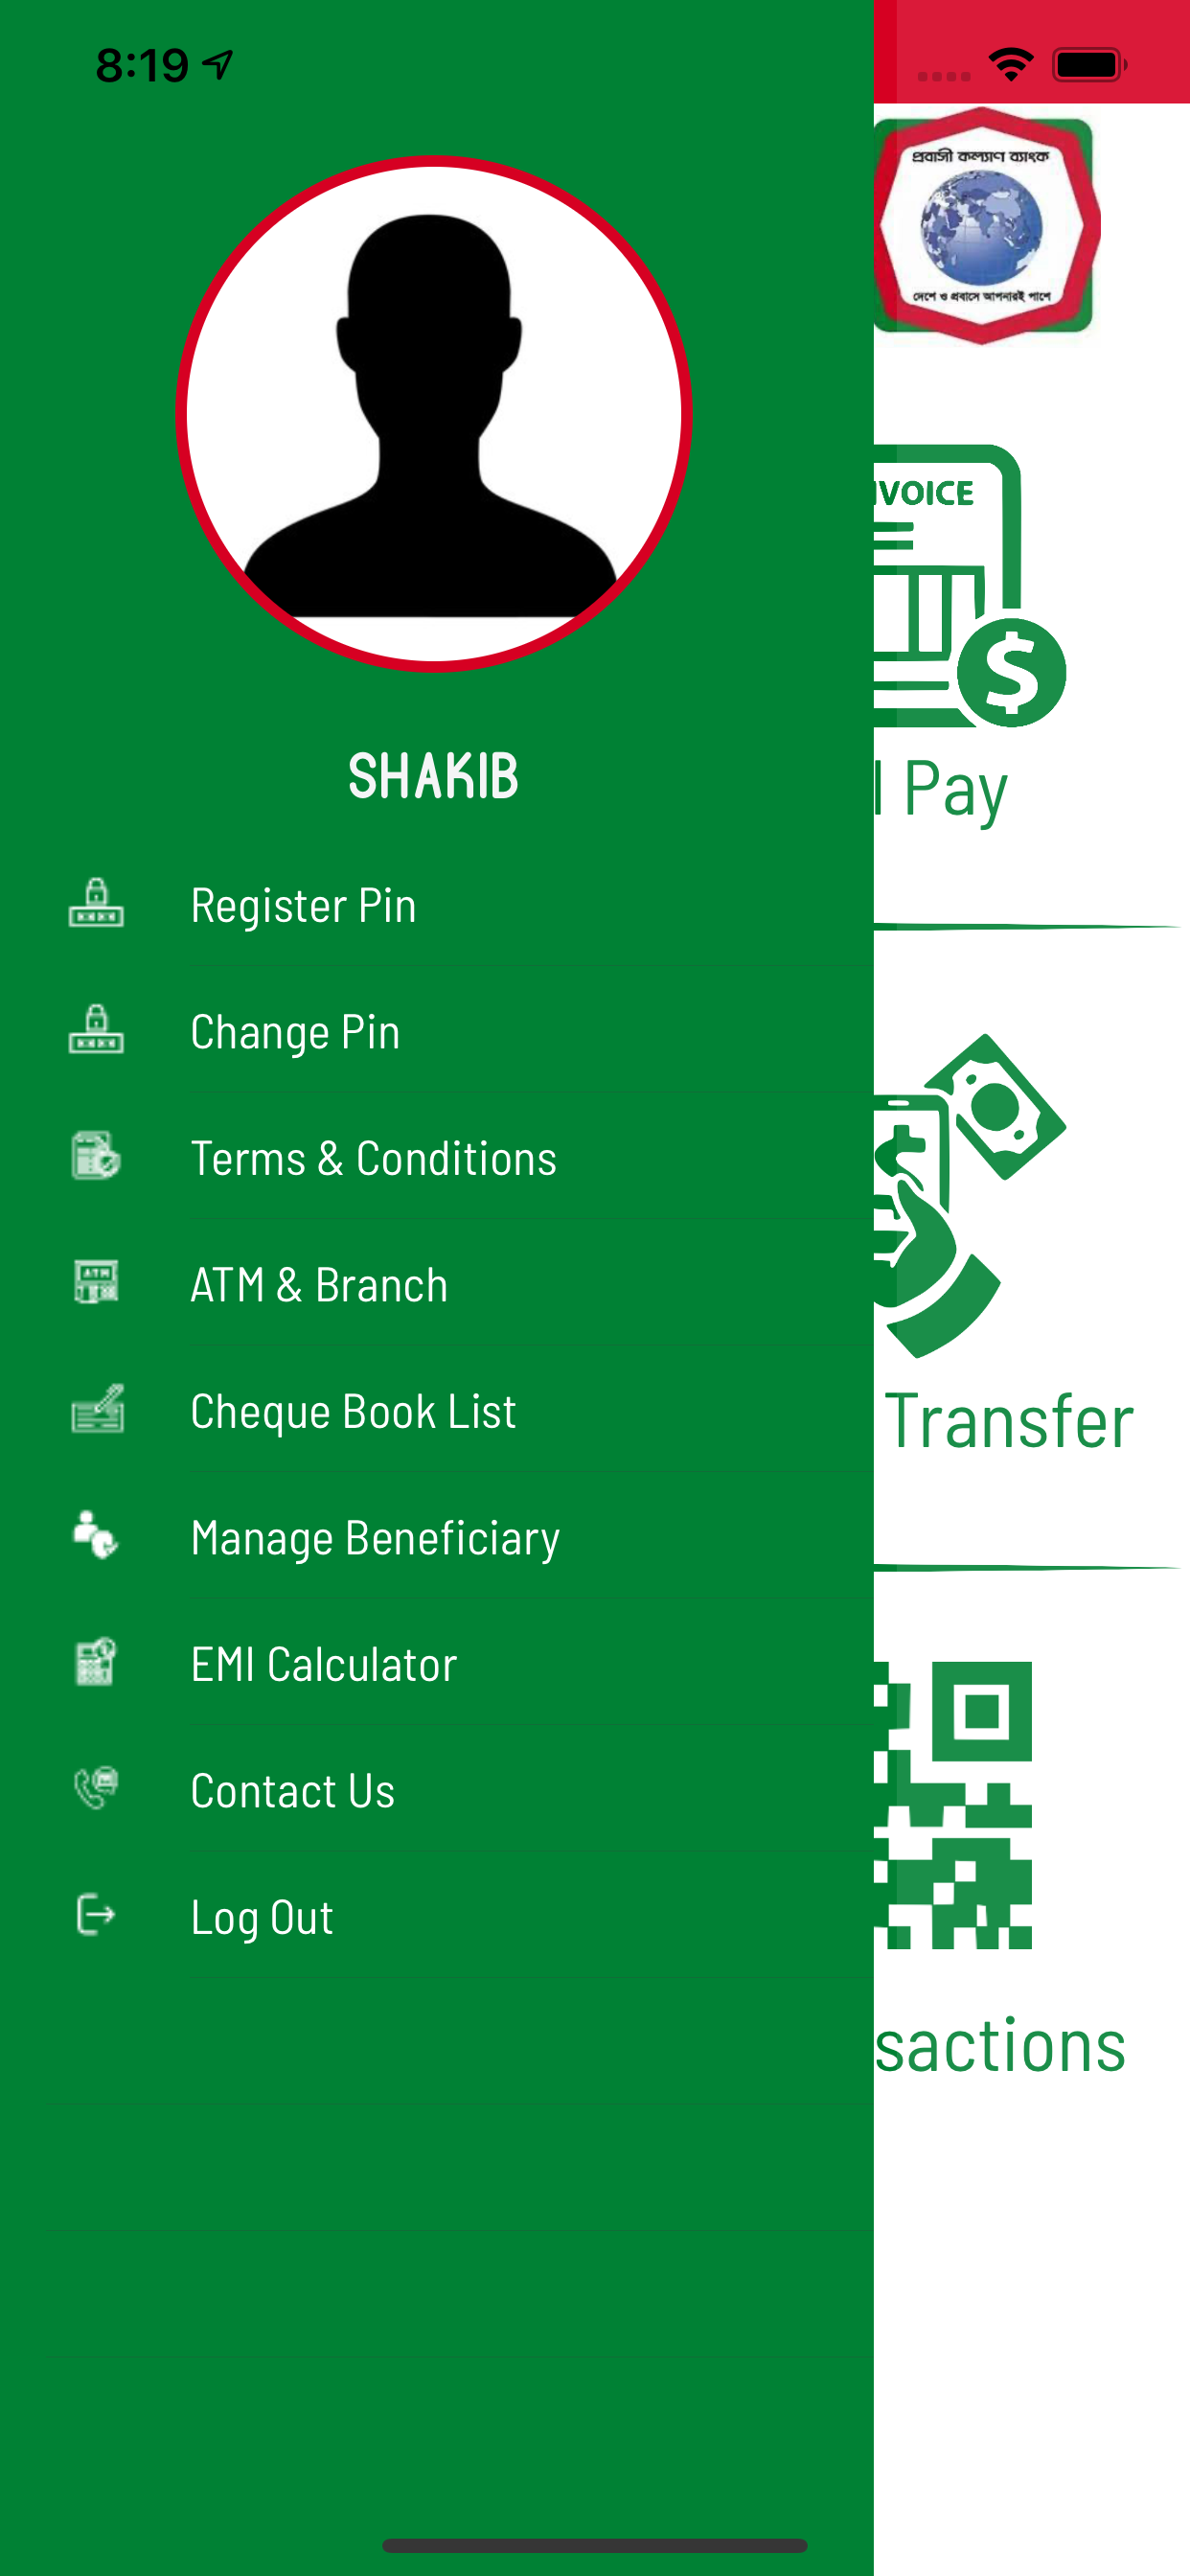 8:19
প্রবাসী কল্যাণ ব্যাংক
দেশে ও প্রবাসে আপনারই পাশে
VOICE
$
l Pay
SHAKIB
Register Pin
Change Pin
Terms & Conditions
ATM & Branch
Cheque Book List
Manage Beneficiary
EMI Calculator
Contact Us
Log Out
Transfer
sactions